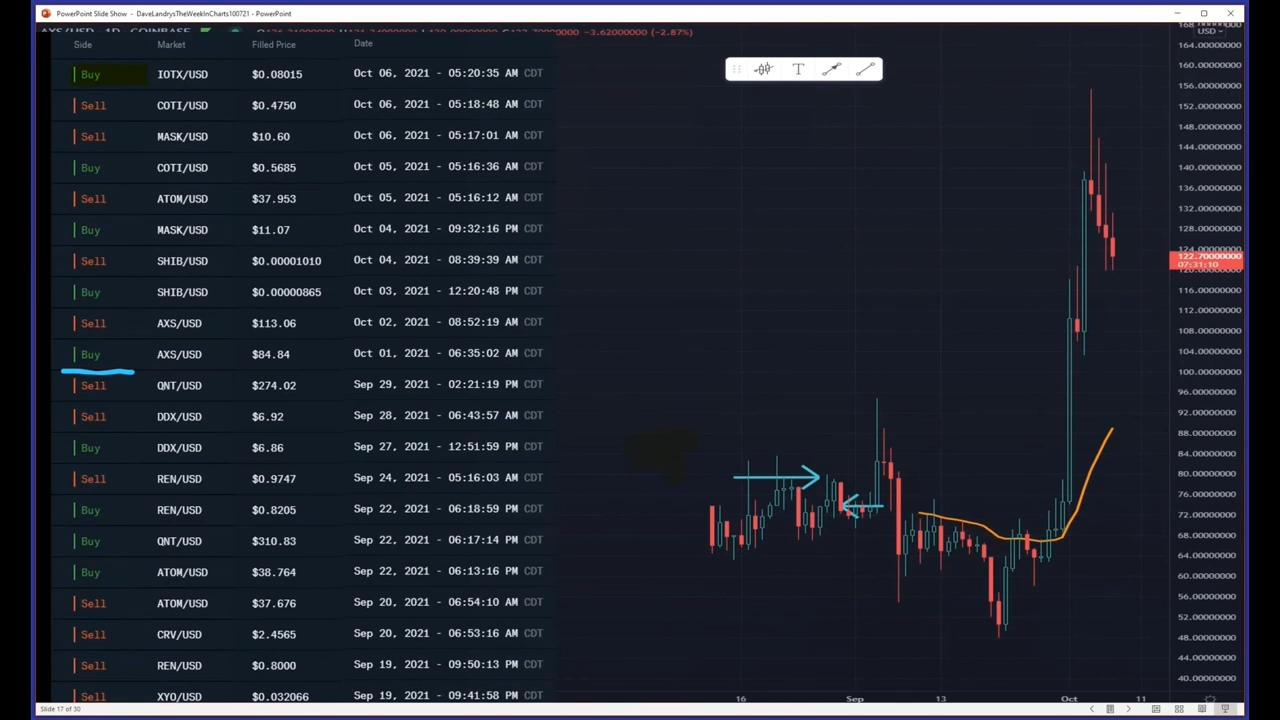 PowerPoint Slide Show - DaveLandrysTheWeekInCharts100721 - PowerPoint
-3.62000000 (-2.87%)
Side Market Filled Price Date
Buy $0.08015 Oct 06, 2021 - 05:20:35 AM CDT
Sell COTI/USD $0.4750 Oct 06, 2021 - 05:18:48 AM CDT
Sell MASK/USD $10.60 Oct 06, 2021 - 05:17:01 AM CDT
Buy COTI/USD $0.5685 Oct 05, 2021 - 05:16:36 AM CDT
Sell ATOM/USD $37.953 Oct 05, 2021 - 05:16:12 AM CDT
Buy MASK/USD $11.07 Oct 04, 2021 - 09:32:16 PM CDT
Sell SHIB/USD $0.00001010 Oct 04, 2021 - 08:39:39 AM CDT
Buy SHIB/USD $0.00000865 Oct 03, 2021 - 12:20:48 PM CDT
Sell AXS/USD $113.06 Oct 02, 2021 - 08:52:19 AM CDT
Buy AXS/USD $84.84 Oct 01, 2021 - 06:35:02 AM CDT
Sell QNT/USD $274.02 Sep 29, 2021 - 02:21:19 PM CDT
Sell DDX/USD $6.92 Sep 28, 2021 - 06:43:57 AM CDT
Buy DDX/USD $6.86 Sep 27, 2021 - 12:51:59 PM CDT
Sell REN/USD Sep 24, 2021 - AM CDT
Buy REN/USD $0.8205 Sep 22, 2021 - 06:18:59 PM CDT
Buy QNT/USD $310.83 Sep 22, 2021 - 06:17:14 PM CDT
Buy ATOM/USD $38.764 Sep 22, 2021 - 06:13:16 PM CDT
Sell ATOM/USD $37.676 Sep 20, 2021 - 06:54:10 AM CDT
Sell CRV/USD $2.4565 Sep 20, 2021 - 06:53:16 AM CDT
Sell REN/USD $0.8000 Sep 19, 2021 - 09:50:13 PM CDT
Sell XYO/USD $0.032066 Sep 19, 2021 - 09:41:58 PM CDT
T
USD
164.00000000
160.00000000
156.00000000
152.00000000
148.00000000
144.00000000
140.00000000
136.00000000
132.00000000
128.00000000
124.00000000
122.70000000
07:31:10
120.00000000
116.00000000
112.00000000
108.00000000
104.00000000
100.00000000
96.00000000
92.00000000
88.00000000
84.00000000
80.00000000
76.00000000
72.00000000
68.00000000
64.00000000
60.00000000
56.00000000
52.00000000
48.00000000
44.00000000
40.00000000
16 Sep 13 Oct 11
Slide 17 of 30